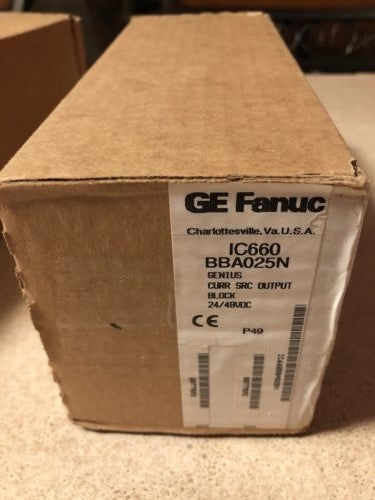 GE Fanuc
Charlottesville, Va. U.S.A.
IC660
BBA025N
GENIUS
CURR SRC OUTPUT
BLOCK
24/48VDC
CE
P49